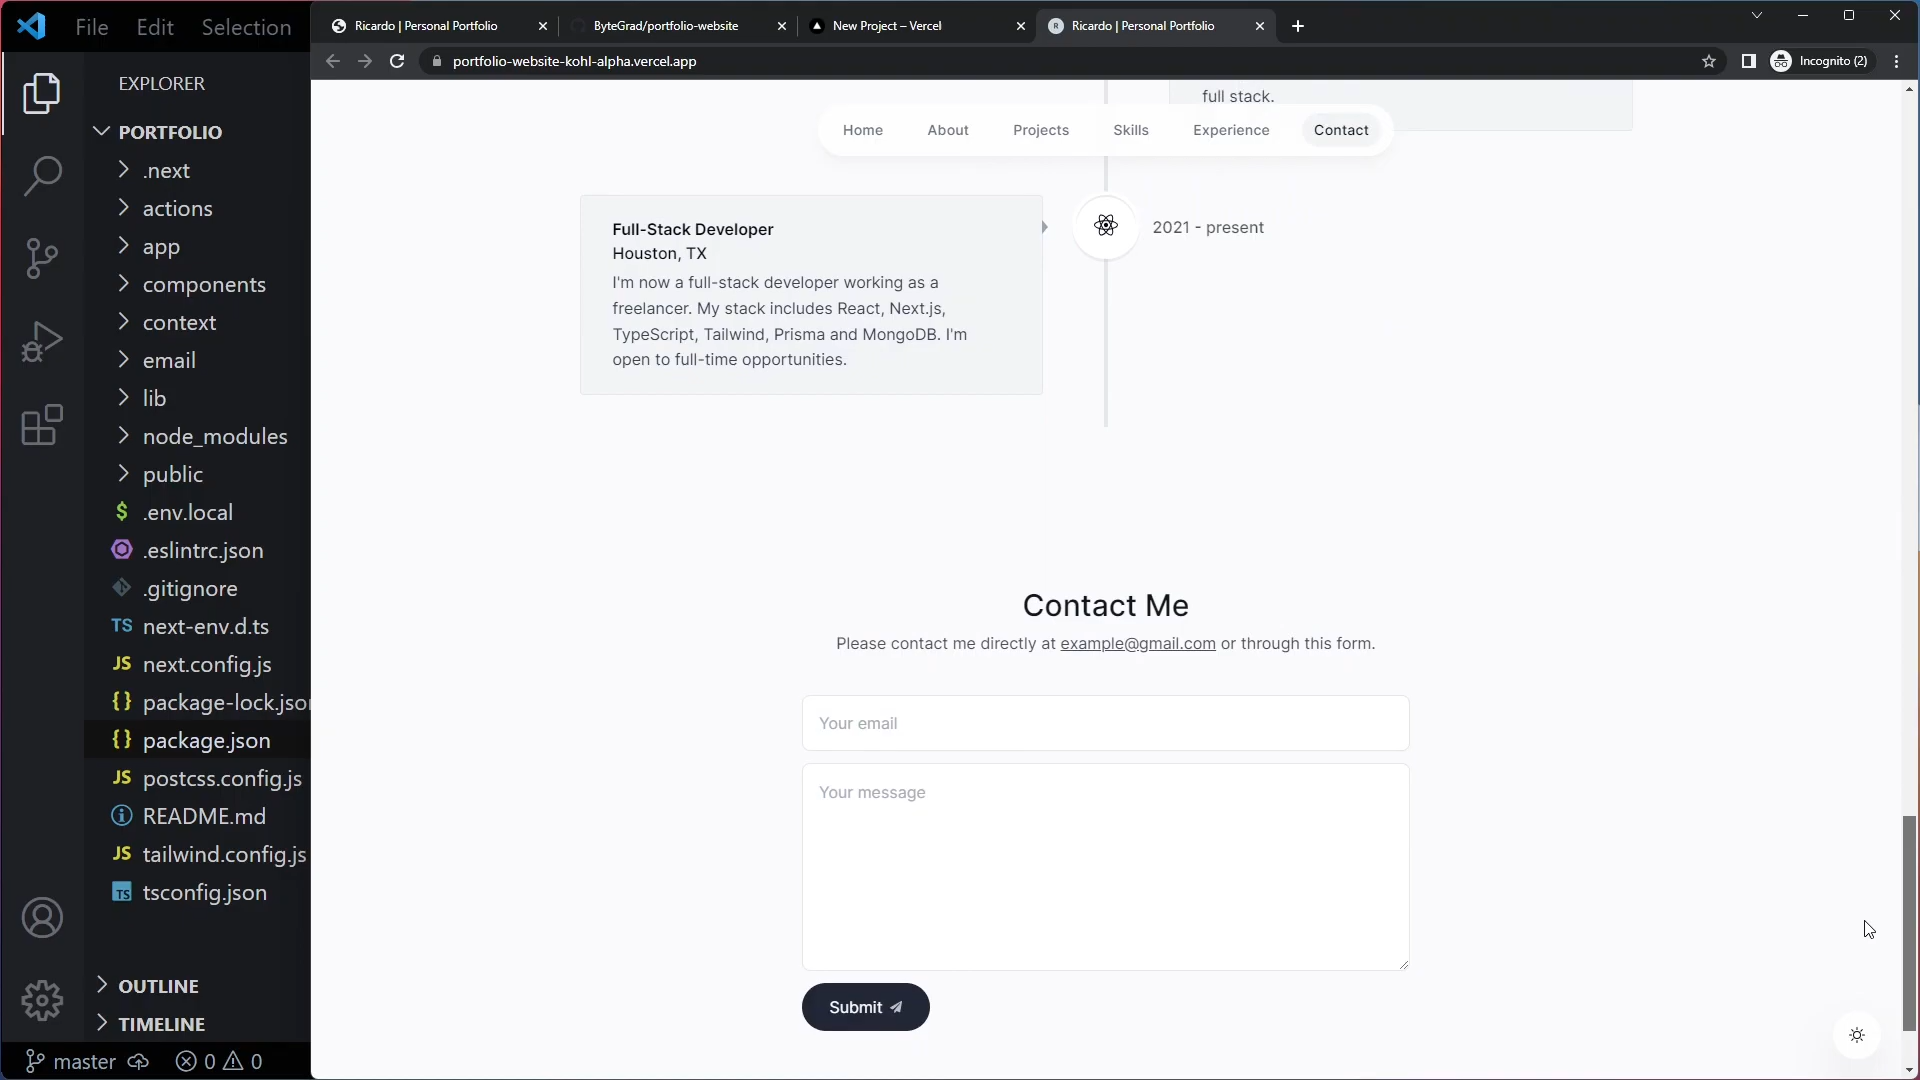 File Edit Selection
Ricardo | Personal Portfolio
ByteGrad/portfolio-website
New Project – Vercel
R Ricardo | Personal Portfolio
portfolio-website-kohl-alpha.vercel.app
Incognito (2)
EXPLORER
PORTFOLIO
.next
actions
app
components
context
email
lib
node_modules
public
$ .env.local
.eslintrc.json
.gitignore
TS next-env.d.ts
JS next.config.js
{} package-lock.json
{} package.json
JS postcss.config.js
README.md
JS tailwind.config.js
TS tsconfig.json
OUTLINE
TIMELINE
master 0 0
full stack.
Home About Projects Skills Experience Contact
Full-Stack Developer
Houston, TX
I'm now a full-stack developer working as a
freelancer. My stack includes React, Next.js,
TypeScript, Tailwind, Prisma and MongoDB. I'm
open to full-time opportunities.
2021 - present
Contact Me
Please contact me directly at example@gmail.com or through this form.
Your email
Your message
Submit